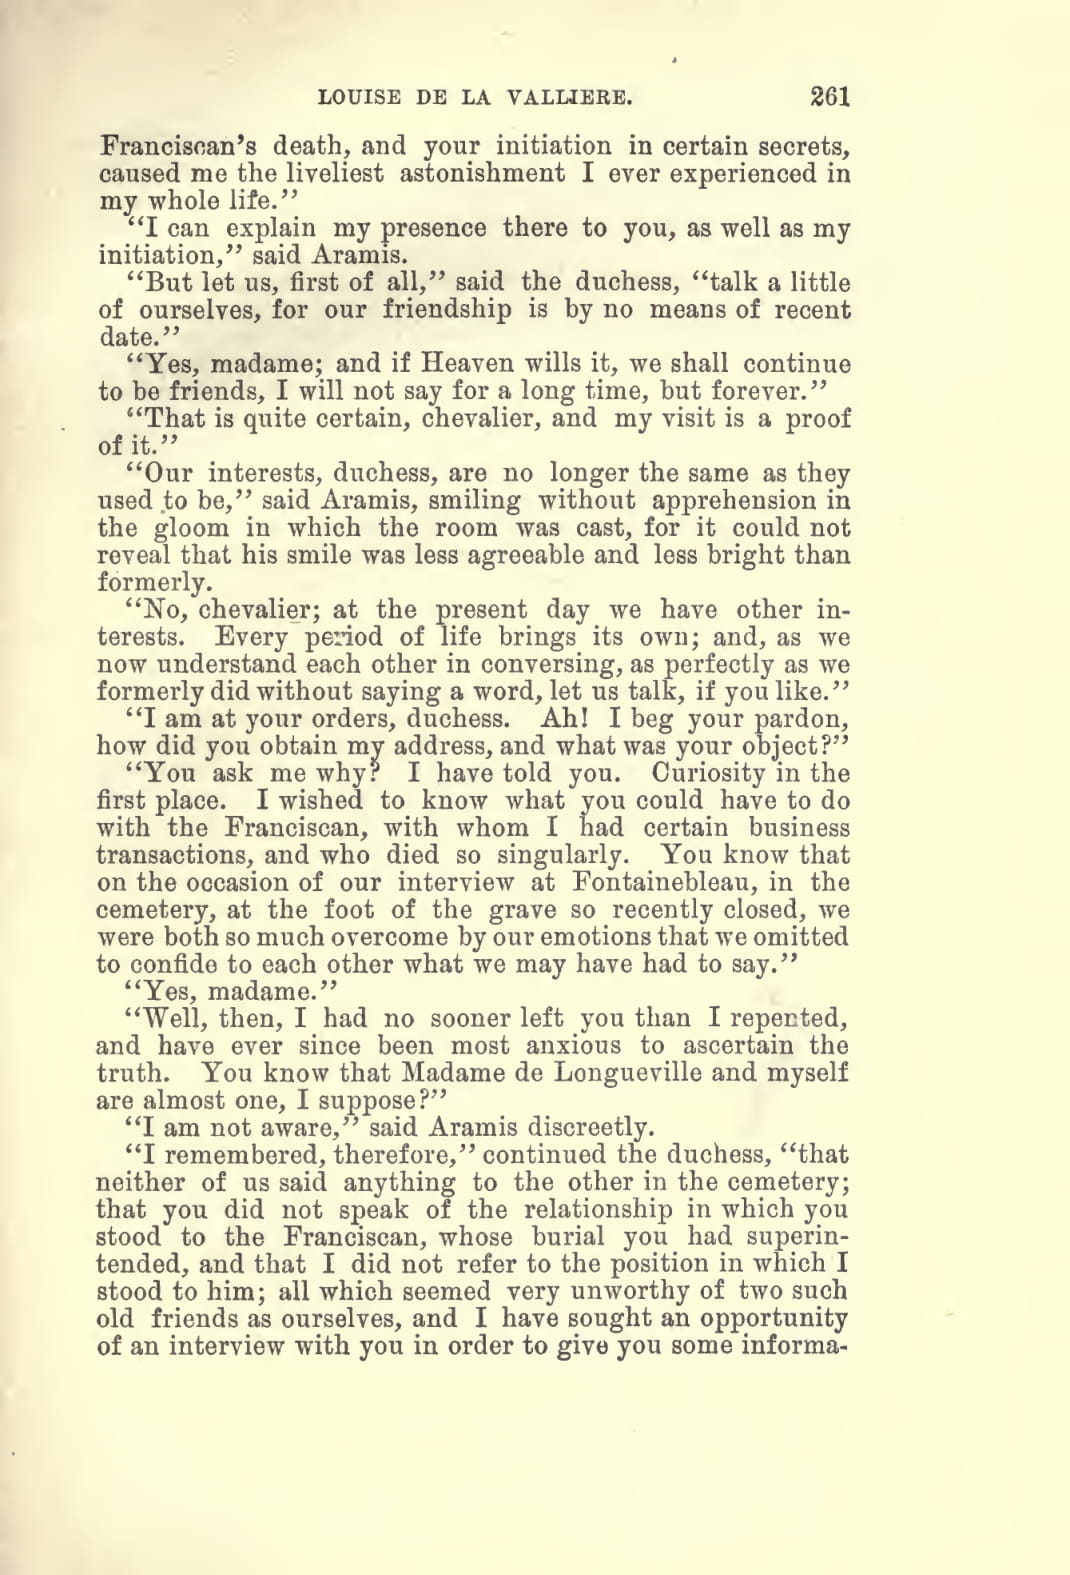 LOUISE DE LA VALLIERE. 261
Franciscan's death, and your initiation in certain secrets,
caused me the liveliest astonishment I ever experienced in
my whole life."
"I can explain my presence there to you, as well as my
initiation," said Aramis.
"But let us, first of all," said the duchess, "talk a little
of ourselves, for our friendship is by no means of recent
date."
"Yes, madame; and if Heaven wills it, we shall continue
to be friends, I will not say for a long time, but forever."
"That is quite certain, chevalier, and my visit is a proof
of it."
"Our interests, duchess, are no longer the same as they
used to be," said Aramis, smiling without apprehension in
the gloom in which the room was cast, for it could not
reveal that his smile was less agreeable and less bright than
formerly.
"No, chevalier; at the present day we have other in-
terests. Every period of life brings its own; and, as we
now understand each other in conversing, as perfectly as we
formerly did without saying a word, let us talk, if you like."
"I am at your orders, duchess. Ah! I beg your pardon,
how did you obtain my address, and what was your object?"
"You ask me why? I have told you. Curiosity in the
first place. I wished to know what you could have to do
with the Franciscan, with whom I had certain business
transactions, and who died so singularly. You know that
on the occasion of our interview at Fontainebleau, in the
cemetery, at the foot of the grave so recently closed, we
were both so much overcome by our emotions that we omitted
to confide to each other what we may have had to say."
"Yes, madame."
"Well, then, I had no sooner left you than I repented,
and have ever since been most anxious to ascertain the
truth. You know that Madame de Longueville and myself
are almost one, I suppose?"
"I am not aware," said Aramis discreetly.
"I remembered, therefore," continued the duchess, "that
neither of us said anything to the other in the cemetery;
that you did not speak of the relationship in which you
stood to the Franciscan, whose burial you had superin-
tended, and that I did not refer to the position in which I
stood to him; all which seemed very unworthy of two such
old friends as ourselves, and I have sought an opportunity
of an interview with you in order to give you some informa-